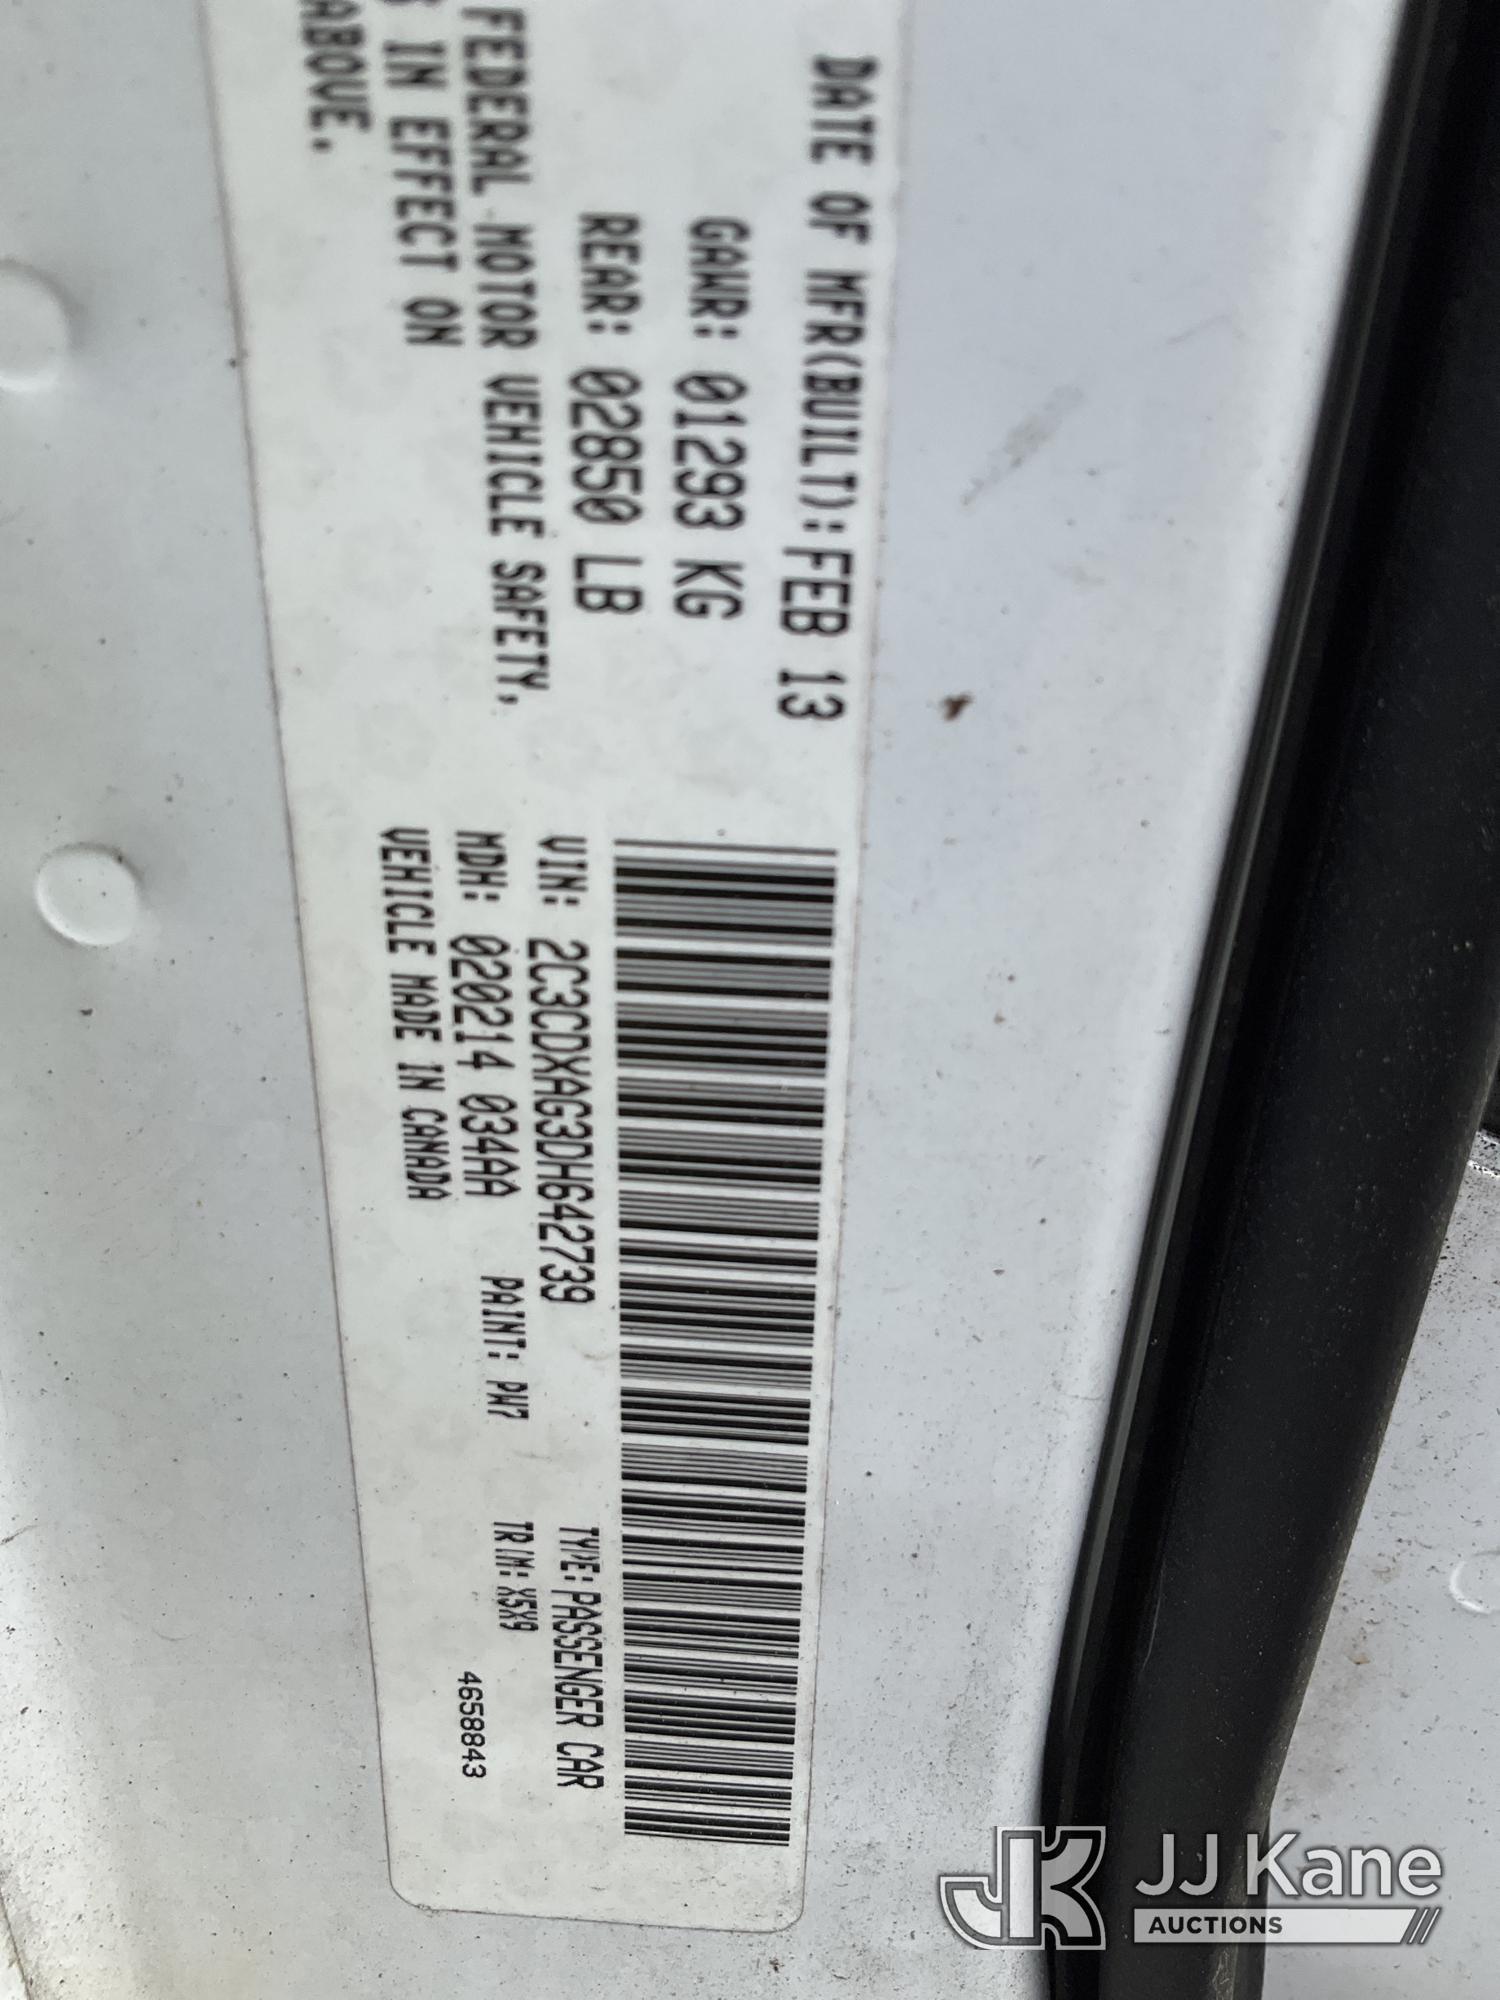 DATE OF MFR(BUILT): FEB 13
GAWR: 01293 KG
REAR: 02850 LB
FEDERAL MOTOR VEHICLE SAFETY,
IN EFFECT ON
ABOVE.
VIN: 2C3CDXAG3DH642739
TYPE: PASSENGER CAR
MDH: 020214 034AA PAINT: PW7 TRIM: X5X9
VEHICLE MADE IN CANADA
4658843
JJ Kane
AUCTIONS